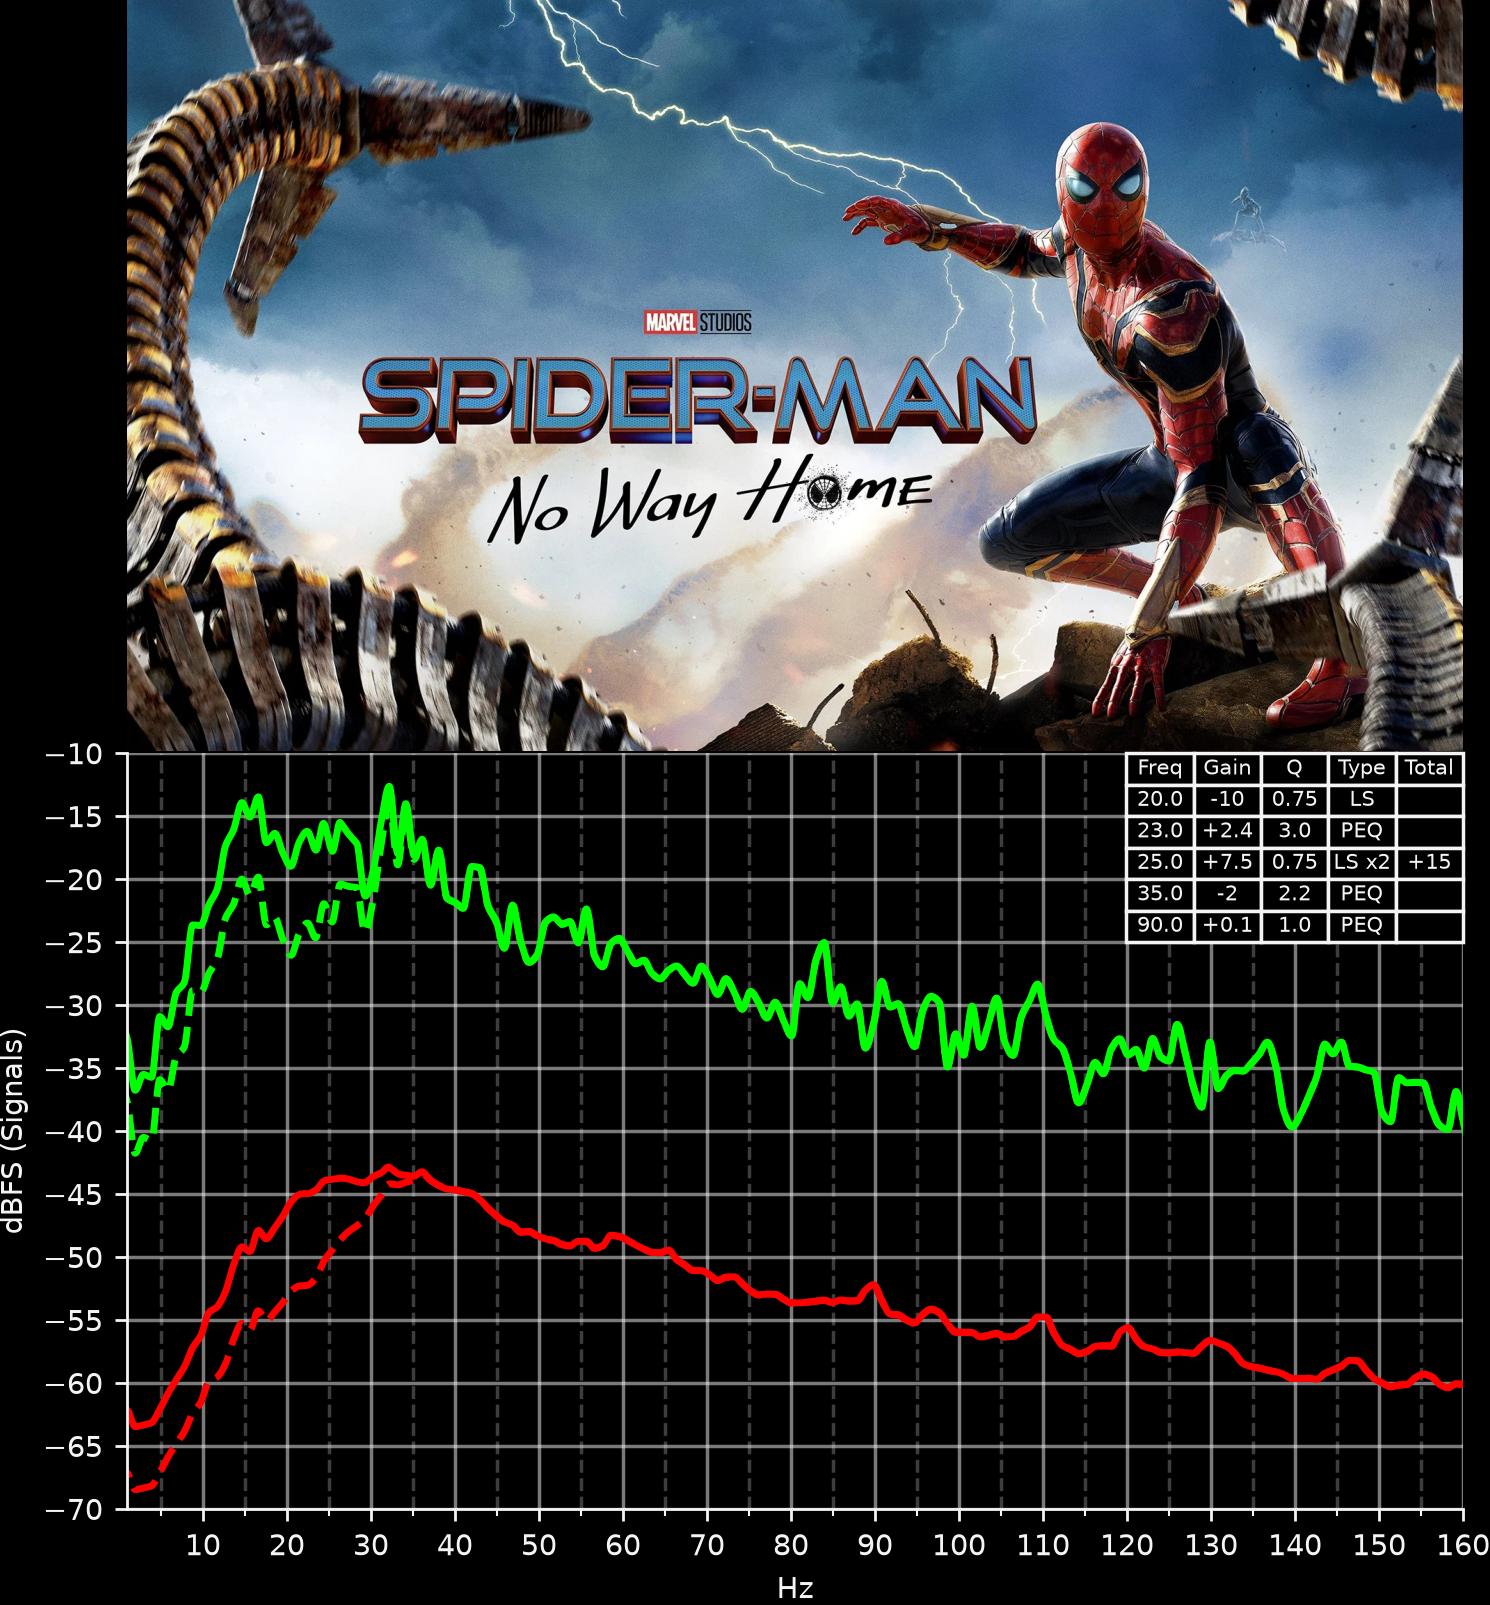 MARVEL STUDIOS
SPIDER-MAN
No Way Home
Freq Gain Q Type Total
20.0 -10 0.75 LS
23.0 +2.4 3.0 PEQ
25.0 +7.5 0.75 LS x2 +15
35.0 -2 2.2 PEQ
90.0 +0.1 1.0 PEQ
−10
−15
−20
−25
−30
−35
−40
−45
−50
−55
−60
−65
−70
dBFS (Signals)
10 20 30 40 50 60 70 80 90 100 110 120 130 140 150 160
Hz